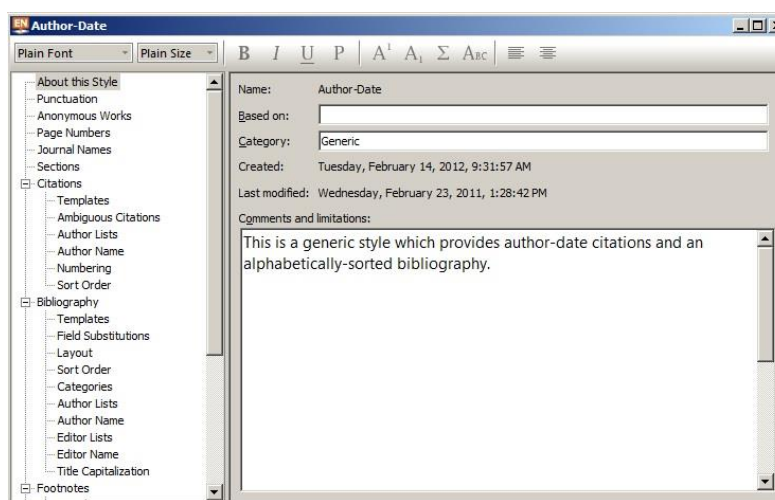 EN Author-Date
Plain Font Plain Size B I U P A1 A1 Σ ABC
About this Style
Punctuation
Anonymous Works
Page Numbers
Journal Names
Sections
Citations
Templates
Ambiguous Citations
Author Lists
Author Name
Numbering
Sort Order
Bibliography
Templates
Field Substitutions
Layout
Sort Order
Categories
Author Lists
Author Name
Editor Lists
Editor Name
Title Capitalization
Footnotes
Name: Author-Date
Based on:
Category: Generic
Created: Tuesday, February 14, 2012, 9:31:57 AM
Last modified: Wednesday, February 23, 2011, 1:28:42 PM
Comments and limitations:
This is a generic style which provides author-date citations and an
alphabetically-sorted bibliography.